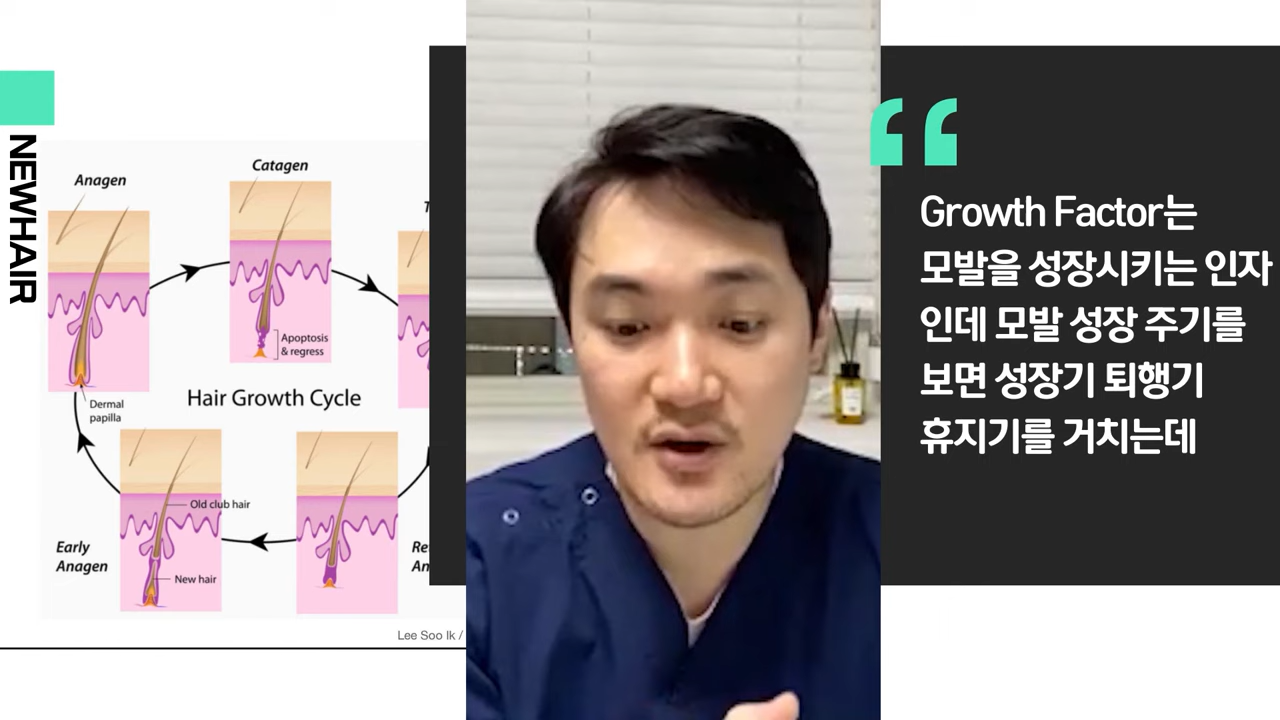 NEWHAIR
Anagen
Catagen
Apoptosis
& regress
Dermal
papilla
Hair Growth Cycle
Old club hair
New hair
Early
Anagen
Lee Soo Ik /
Growth Factor는
모발을 성장시키는 인자
인데 모발 성장 주기를
보면 성장기 퇴행기
휴지기를 거치는데